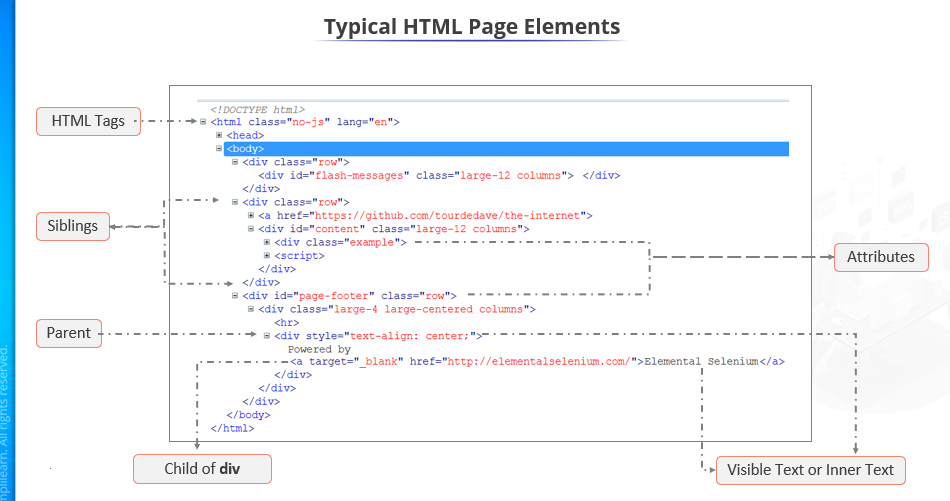 Typical HTML Page Elements
HTML Tags
<!DOCTYPE html>
<html class="no-js" lang="en">
<head>
<body>
<div class="row">
<div id="flash-messages" class="large-12 columns"> </div>
</div>
Siblings
<div class="row">
<a href="https://github.com/tourdedave/the-internet">
<div id="content" class="large-12 columns">
<div class="example">
<script>
</div>
</div>
Attributes
<div id="page-footer" class="row">
<div class="large-4 large-centered columns">
<hr>
Parent
<div style="text-align: center;">
Powered by
<a target="_blank" href="http://elementalselenium.com/">Elemental Selenium</a>
</div>
</div>
</div>
</body>
</html>
Child of div
Visible Text or Inner Text
mplilearn. All rights reserved.